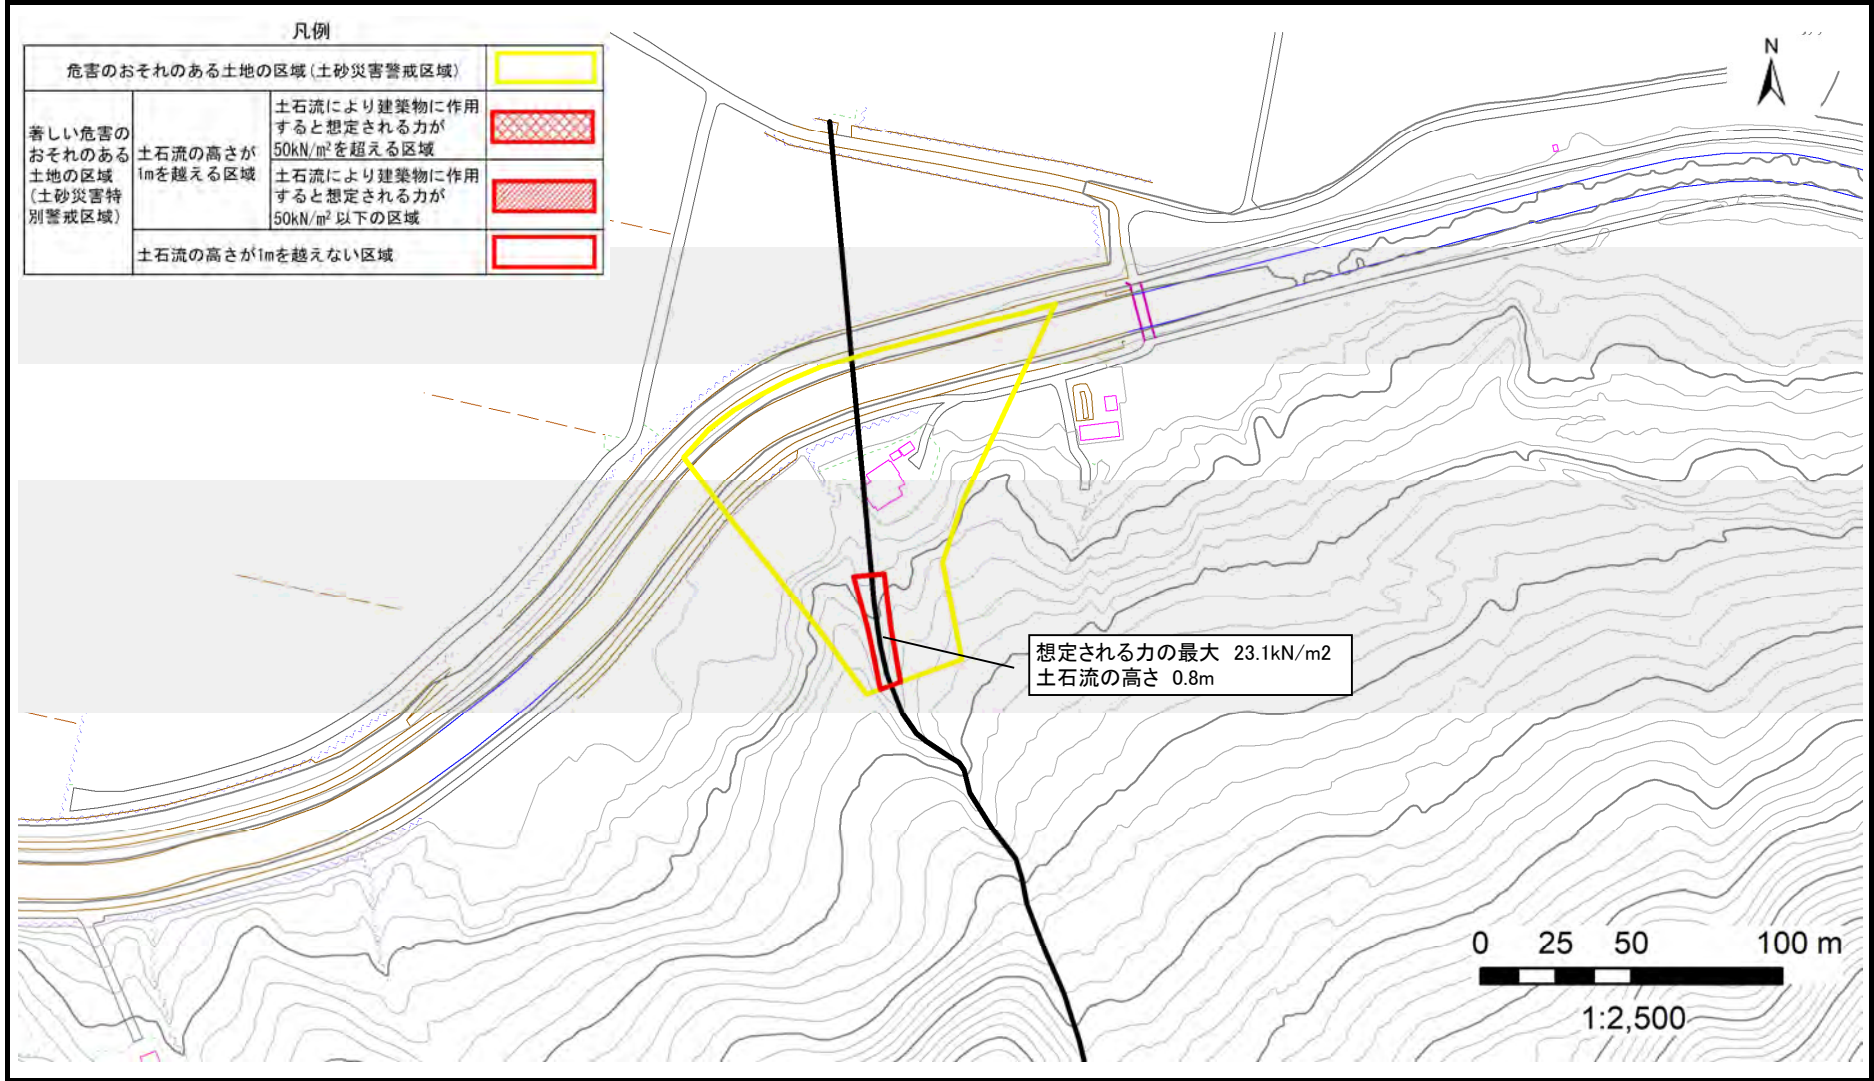 凡例
危害のおそれのある土地の区域(土砂災害警戒区域)
著しい危害の
おそれのある
土地の区域
(土砂災害特
別警戒区域)
土石流の高さが
1mを越える区域
土石流により建築物に作用
すると想定される力が
50kN/m²を超える区域
土石流により建築物に作用
すると想定される力が
50kN/m²以下の区域
土石流の高さが1mを越えない区域
N
想定される力の最大 23.1kN/m2
土石流の高さ 0.8m
0 25 50 100 m
1:2,500